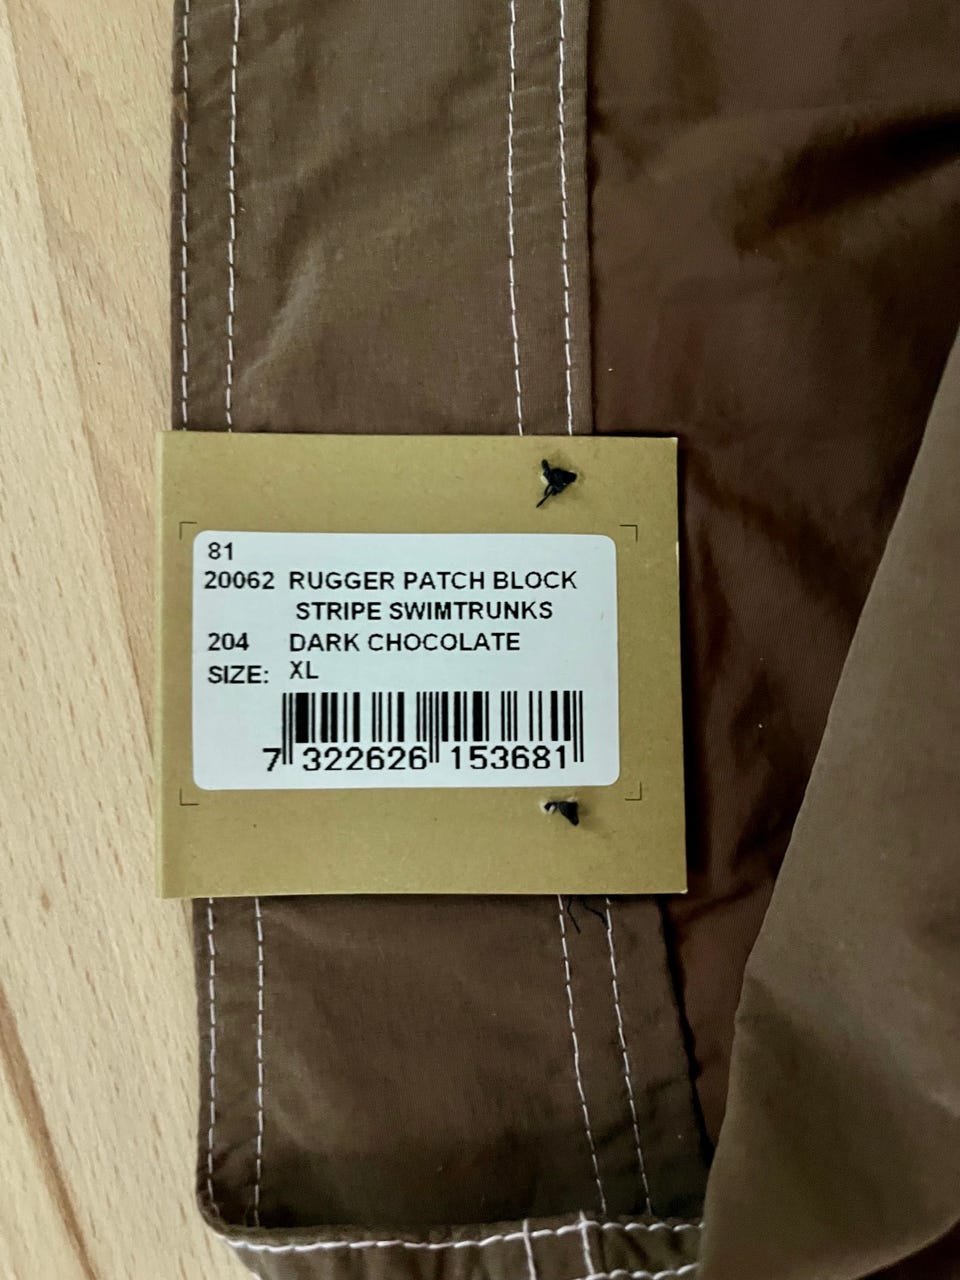 81
20062 RUGGER PATCH BLOCK
STRIPE SWIMTRUNKS
204 DARK CHOCOLATE
SIZE: XL
7 322626 153681